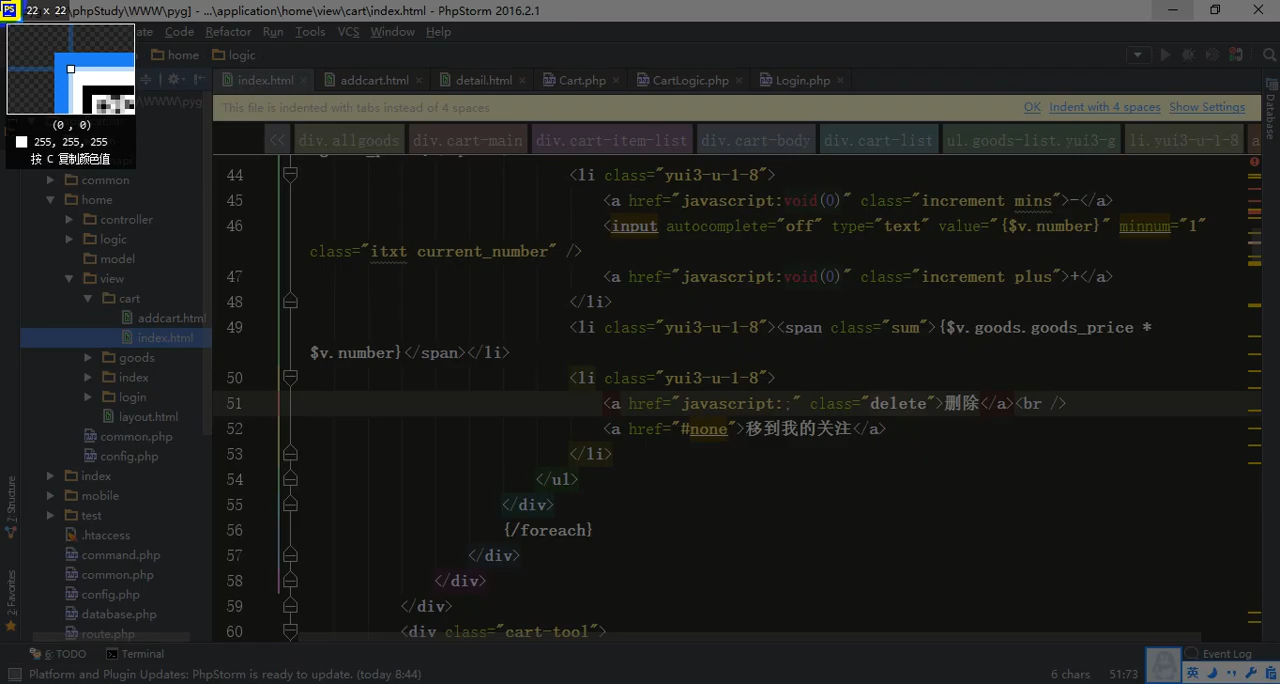 22 x 22
phpStudy\WWW\pyg] - ...\application\home\view\cart\index.html - PhpStorm 2016.2.1
ate Code Refactor Run Tools VCS Window Help
home logic
index.html addcart.html detail.html Cart.php CartLogic.php Login.php
\WWW\pyg
This file is indented with tabs instead of 4 spaces
OK Indent with 4 spaces Show Settings
(0 , 0)
255, 255, 255
按 C 复制颜色值
<< div.allgoods div.cart-main div.cart-item-list div.cart-body div.cart-list ul.goods-list.yui3-g li.yui3-u-1-8 a
common
home
controller
logic
model
view
cart
addcart.html
index.html
goods
index
login
layout.html
common.php
config.php
index
mobile
test
.htaccess
command.php
common.php
config.php
database.php
route.php
44 <li class="yui3-u-1-8">
45 <a href="javascript:void(0)" class="increment mins">-</a>
46 <input autocomplete="off" type="text" value="{$v.number}" minnum="1"
class="itxt current_number" />
47 <a href="javascript:void(0)" class="increment plus">+</a>
48 </li>
49 <li class="yui3-u-1-8"><span class="sum">{$v.goods.goods_price *
$v.number}</span></li>
50 <li class="yui3-u-1-8">
51 <a href="javascript:;" class="delete">删除</a><br />
52 <a href="#none">移到我的关注</a>
53 </li>
54 </ul>
55 </div>
56 {/foreach}
57 </div>
58 </div>
59 </div>
60 <div class="cart-tool">
Database
7: Structure
2: Favorites
6: TODO Terminal Event Log
Platform and Plugin Updates: PhpStorm is ready to update. (today 8:44) 6 chars 51:73
英